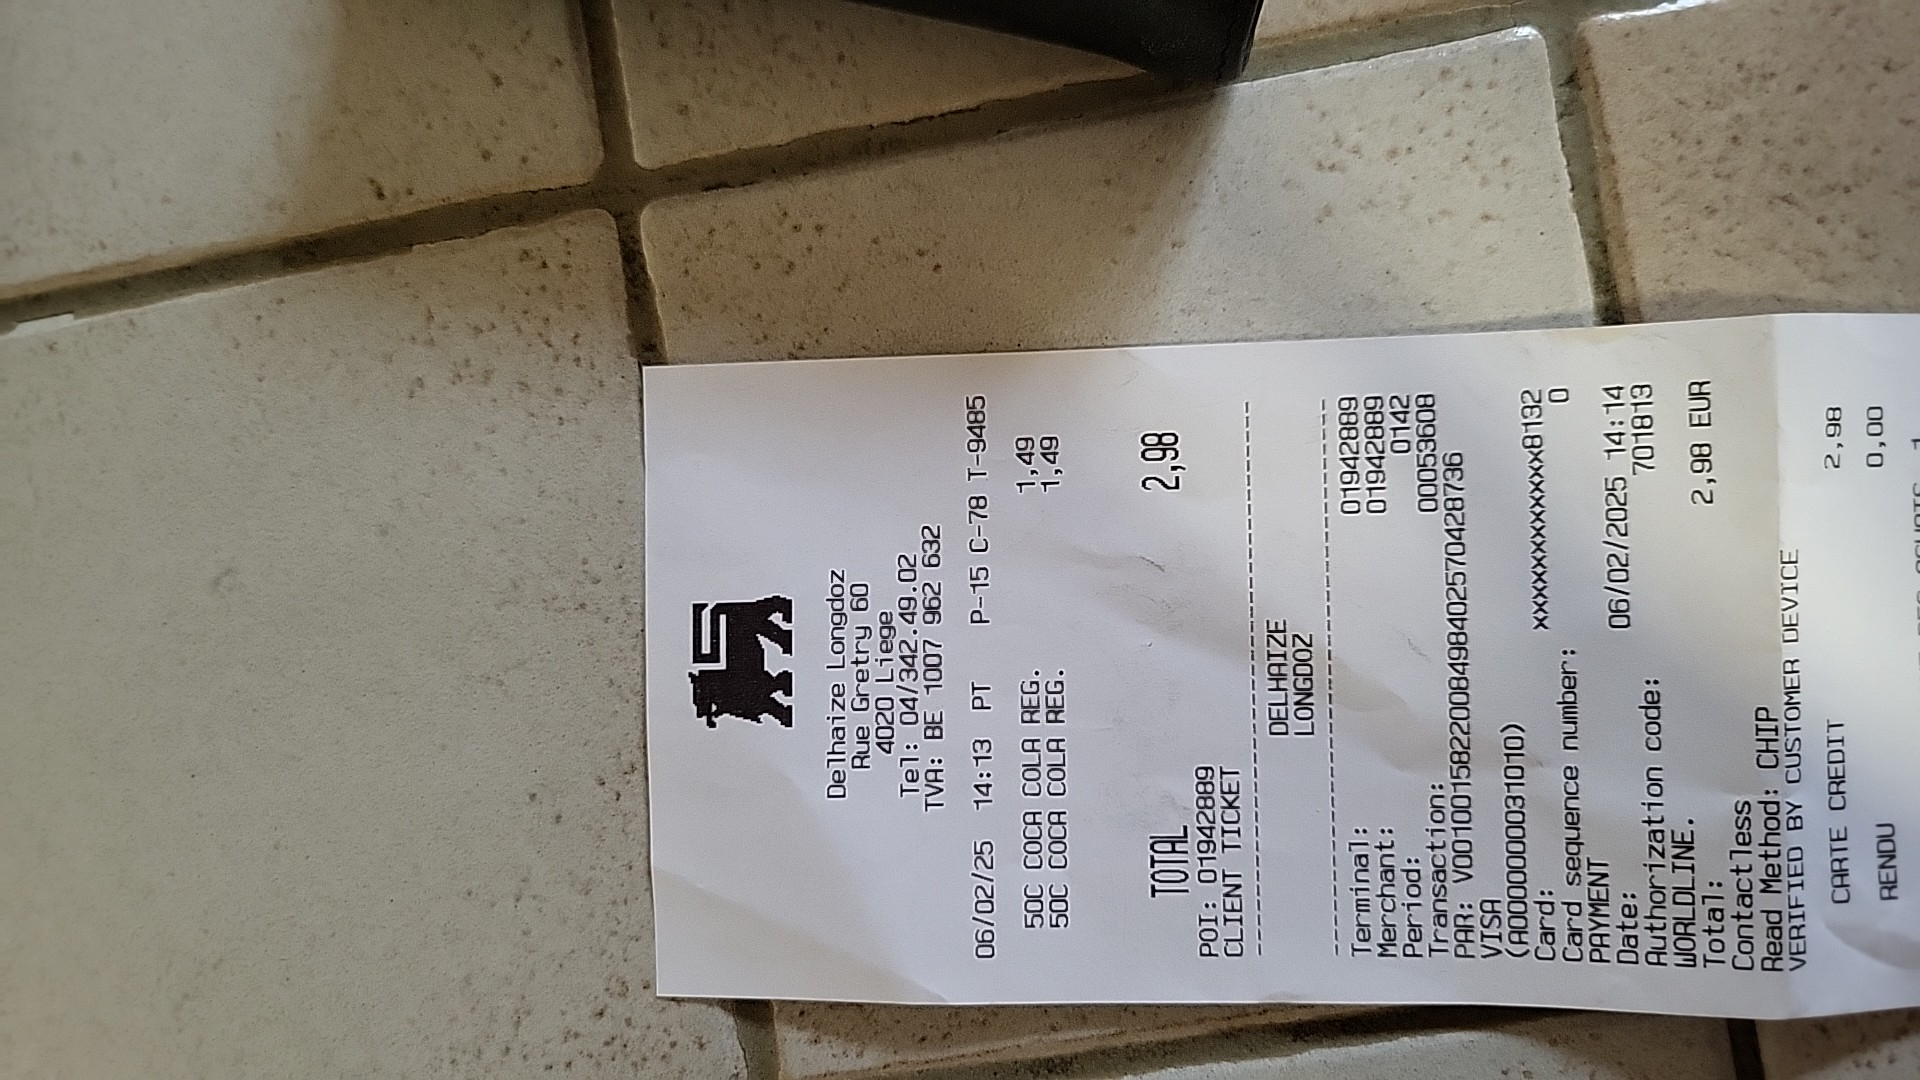 Delhaize Longdoz
Rue Gretry 60
4020 Liege
Tel: 04/342.49.02
TVA: BE 1007 962 632
06/02/25 14:13 PT P-15 C-78 T-9485
50C COCA COLA REG. 1,49
50C COCA COLA REG. 1,49
TOTAL 2,98
POI: 01942889
CLIENT TICKET
DELHAIZE
LONGDOZ
Terminal: 01942889
Merchant: 01942889
Period: 0142
Transaction: 00053608
PAR: V0010015822008498402570428736
VISA
(A0000000031010)
Card: xxxxxxxxxxxxx8132
Card sequence number: 0
PAYMENT
Date: 06/02/2025 14:14
Authorization code: 701813
WORLDLINE.
Total: 2,98 EUR
Contactless
Read Method: CHIP
VERIFIED BY CUSTOMER DEVICE
CARTE CREDIT 2,98
RENDU 0,00